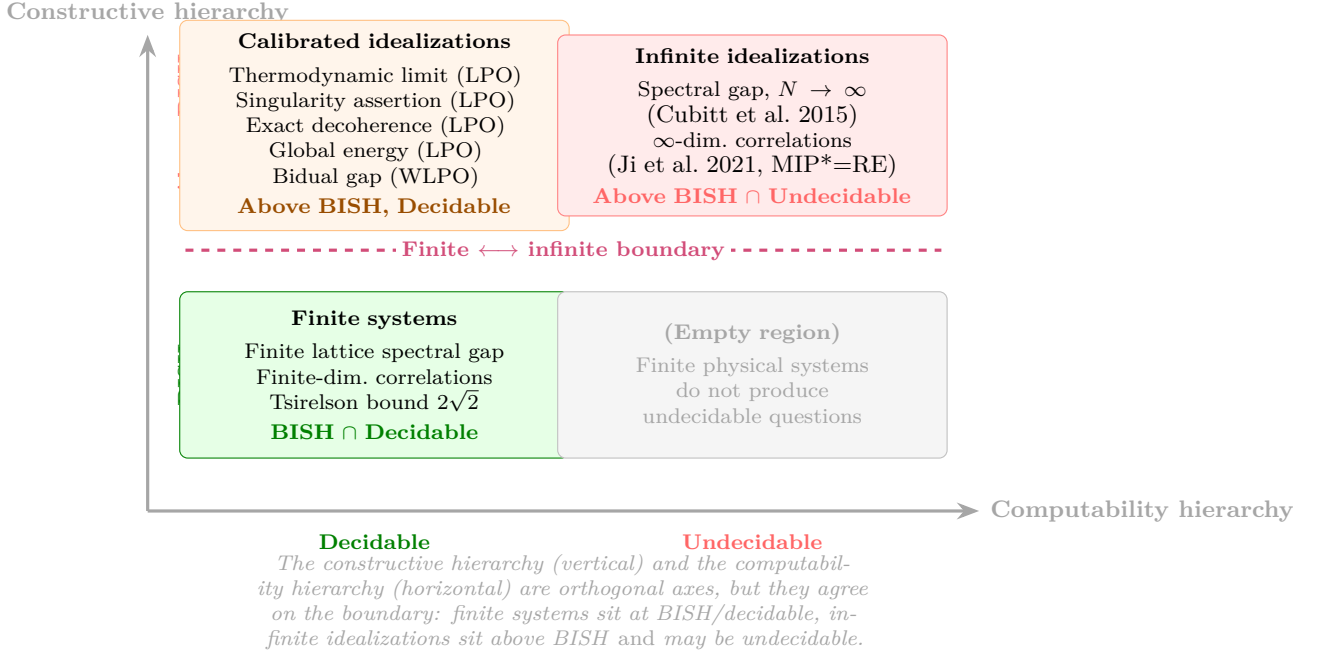 Constructive hierarchy
Calibrated idealizations
Thermodynamic limit (LPO)
Singularity assertion (LPO)
Exact decoherence (LPO)
Global energy (LPO)
Bidual gap (WLPO)
Above BISH, Decidable
Infinite idealizations
Spectral gap, N → ∞
(Cubitt et al. 2015)
∞-dim. correlations
(Ji et al. 2021, MIP*=RE)
Above BISH ∩ Undecidable
Finite ⟷ infinite boundary
Finite systems
Finite lattice spectral gap
Finite-dim. correlations
Tsirelson bound 2√2
BISH ∩ Decidable
(Empty region)
Finite physical systems
do not produce
undecidable questions
Computability hierarchy
Decidable
Undecidable
The constructive hierarchy (vertical) and the computabil-
ity hierarchy (horizontal) are orthogonal axes, but they agree
on the boundary: finite systems sit at BISH/decidable, in-
finite idealizations sit above BISH and may be undecidable.